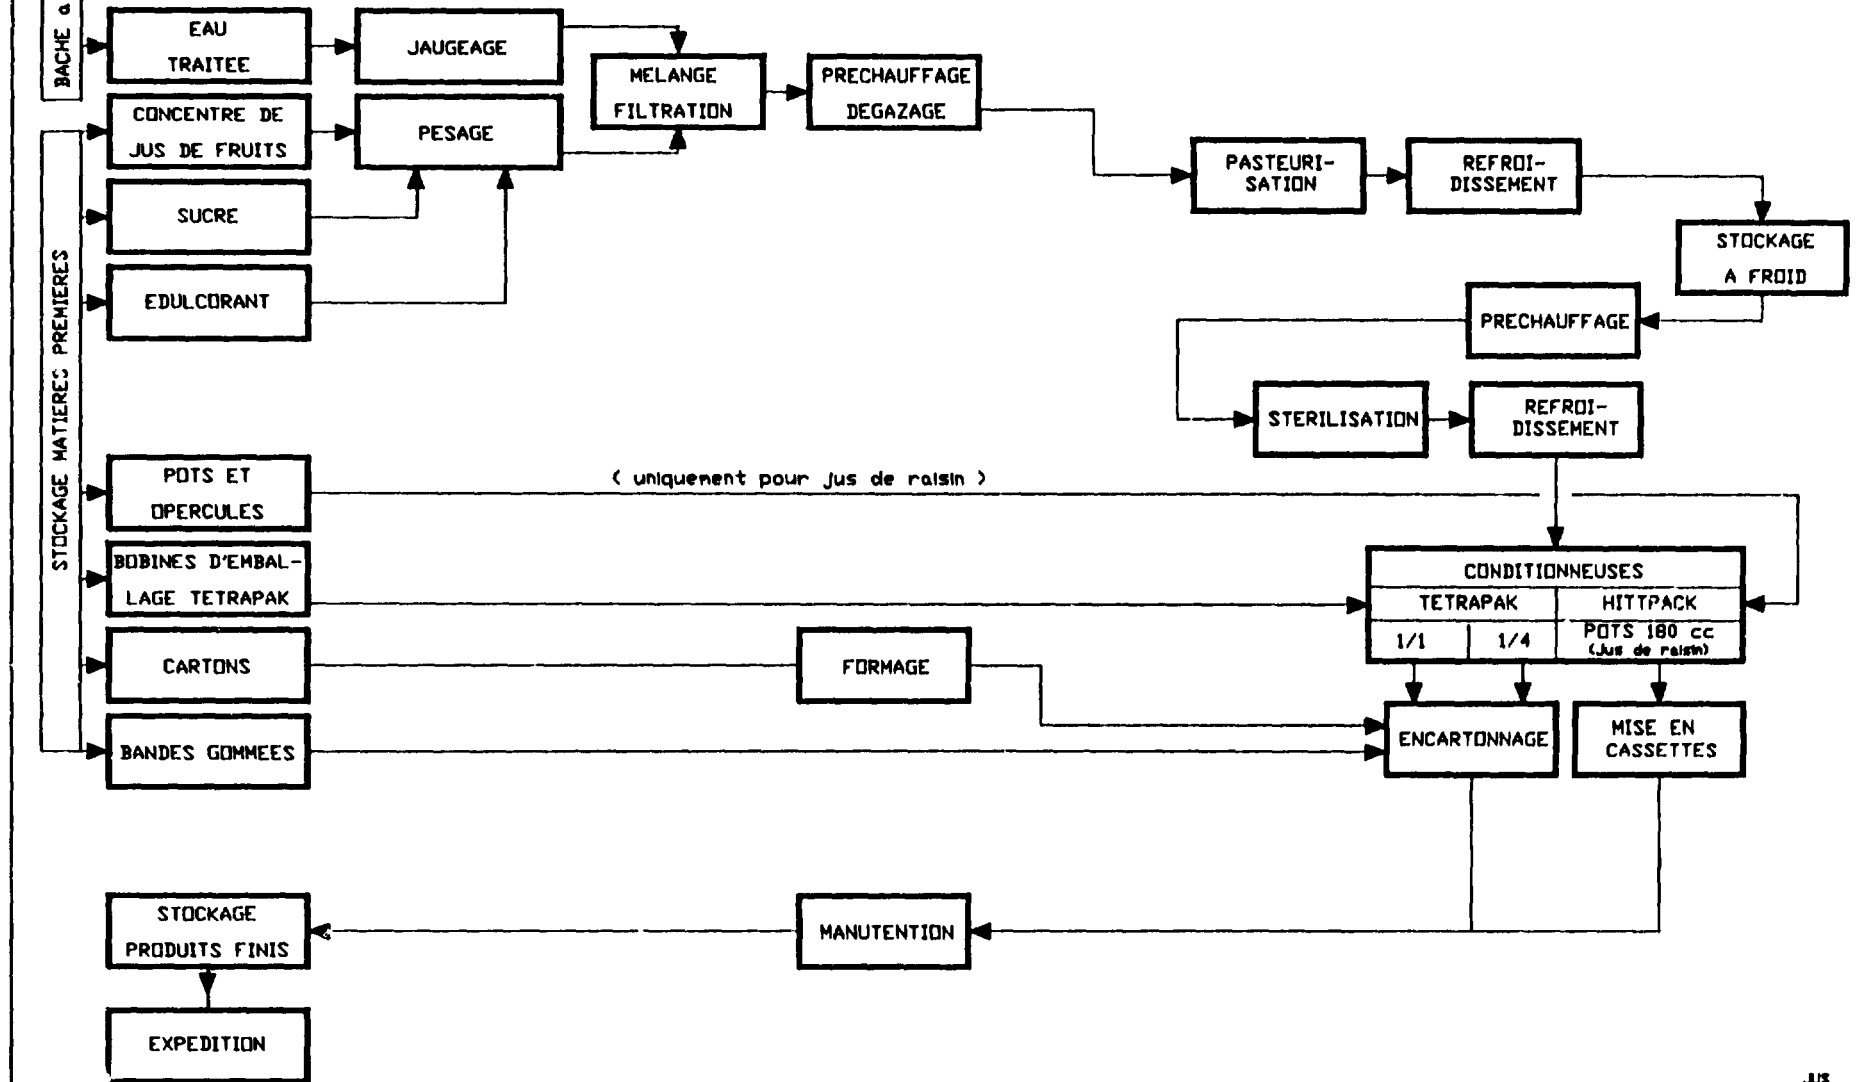 BACHE a
EAU
TRAITEE
JAUGEAGE
MELANGE
FILTRATION
PRECHAUFFAGE
DEGAZAGE
CONCENTRE DE
JUS DE FRUITS
PESAGE
PASTEURI-
SATION
REFROI-
DISSEMENT
SUCRE
STOCKAGE
A FROID
EDULCORANT
PRECHAUFFAGE
STOCKAGE MATIERES PREMIERES
STERILISATION
REFROI-
DISSEMENT
POTS ET
OPERCULES
( uniquement pour jus de raisin )
BOBINES D'EMBAL-
LAGE TETRAPAK
CONDITIONNEUSES
TETRAPAK
HITTPACK
1/1
1/4
POTS 180 cc
(Jus de raisin)
CARTONS
FORMAGE
BANDES GOMMEES
ENCARTONNAGE
MISE EN
CASSETTES
STOCKAGE
PRODUITS FINIS
MANUTENTION
EXPEDITION
JUS